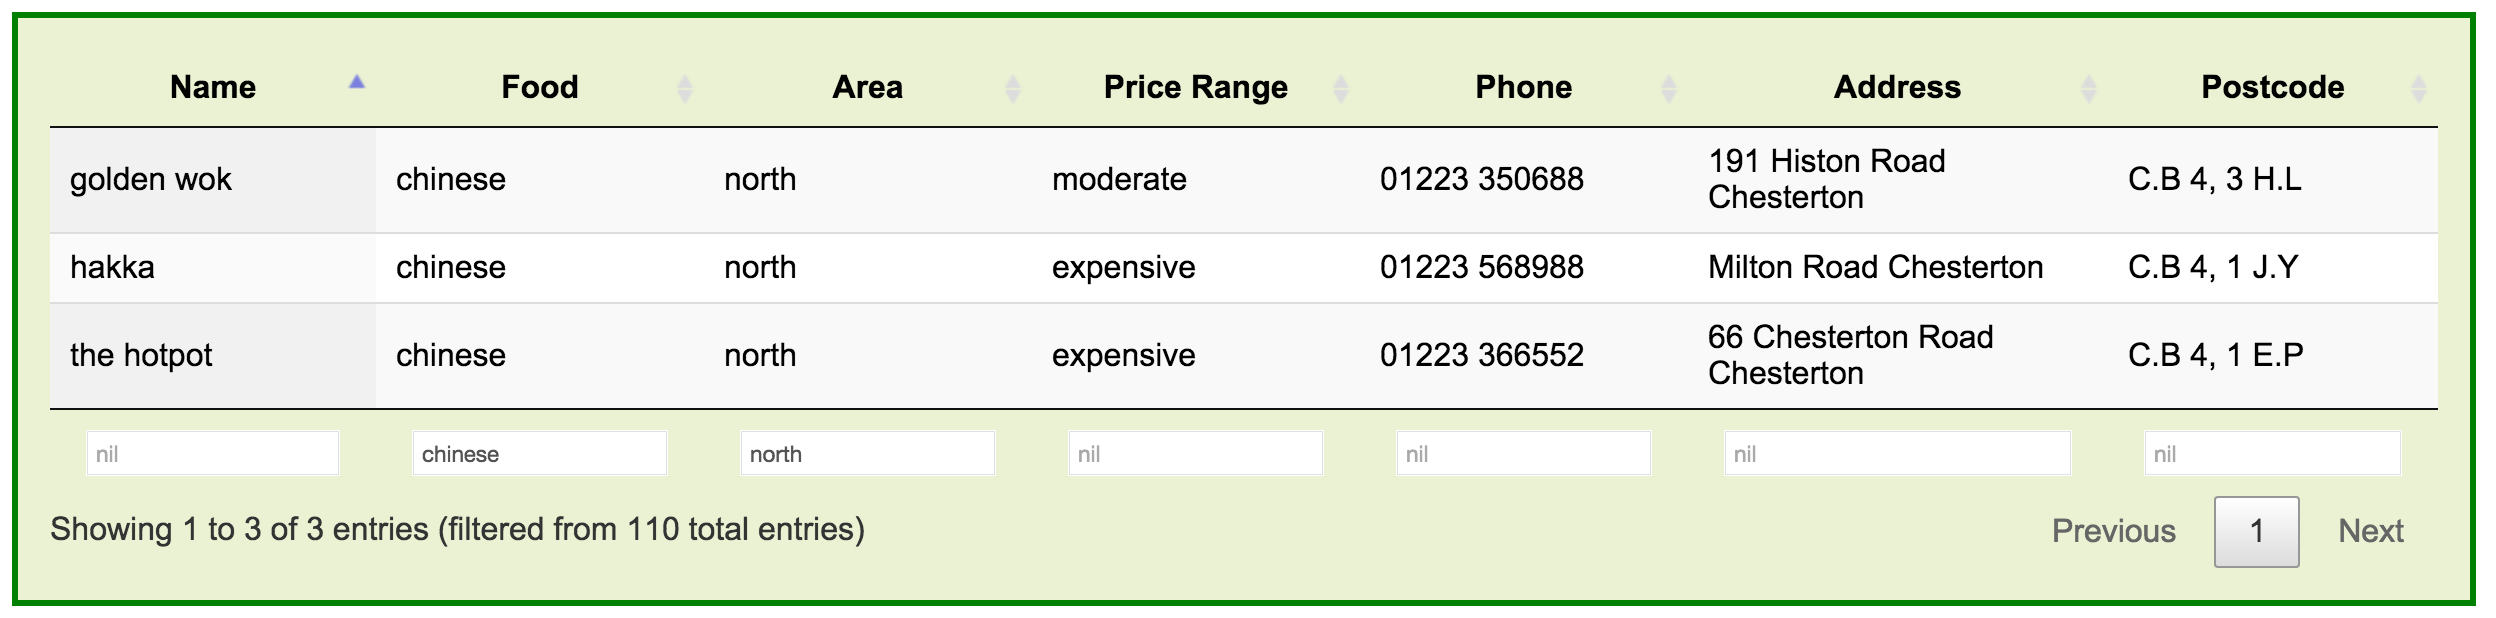 Name Food Area Price Range Phone Address Postcode
golden wok chinese north moderate 01223 350688 191 Histon Road Chesterton C.B 4, 3 H.L
hakka chinese north expensive 01223 568988 Milton Road Chesterton C.B 4, 1 J.Y
the hotpot chinese north expensive 01223 366552 66 Chesterton Road Chesterton C.B 4, 1 E.P
nil chinese north nil nil nil nil
Showing 1 to 3 of 3 entries (filtered from 110 total entries) Previous 1 Next